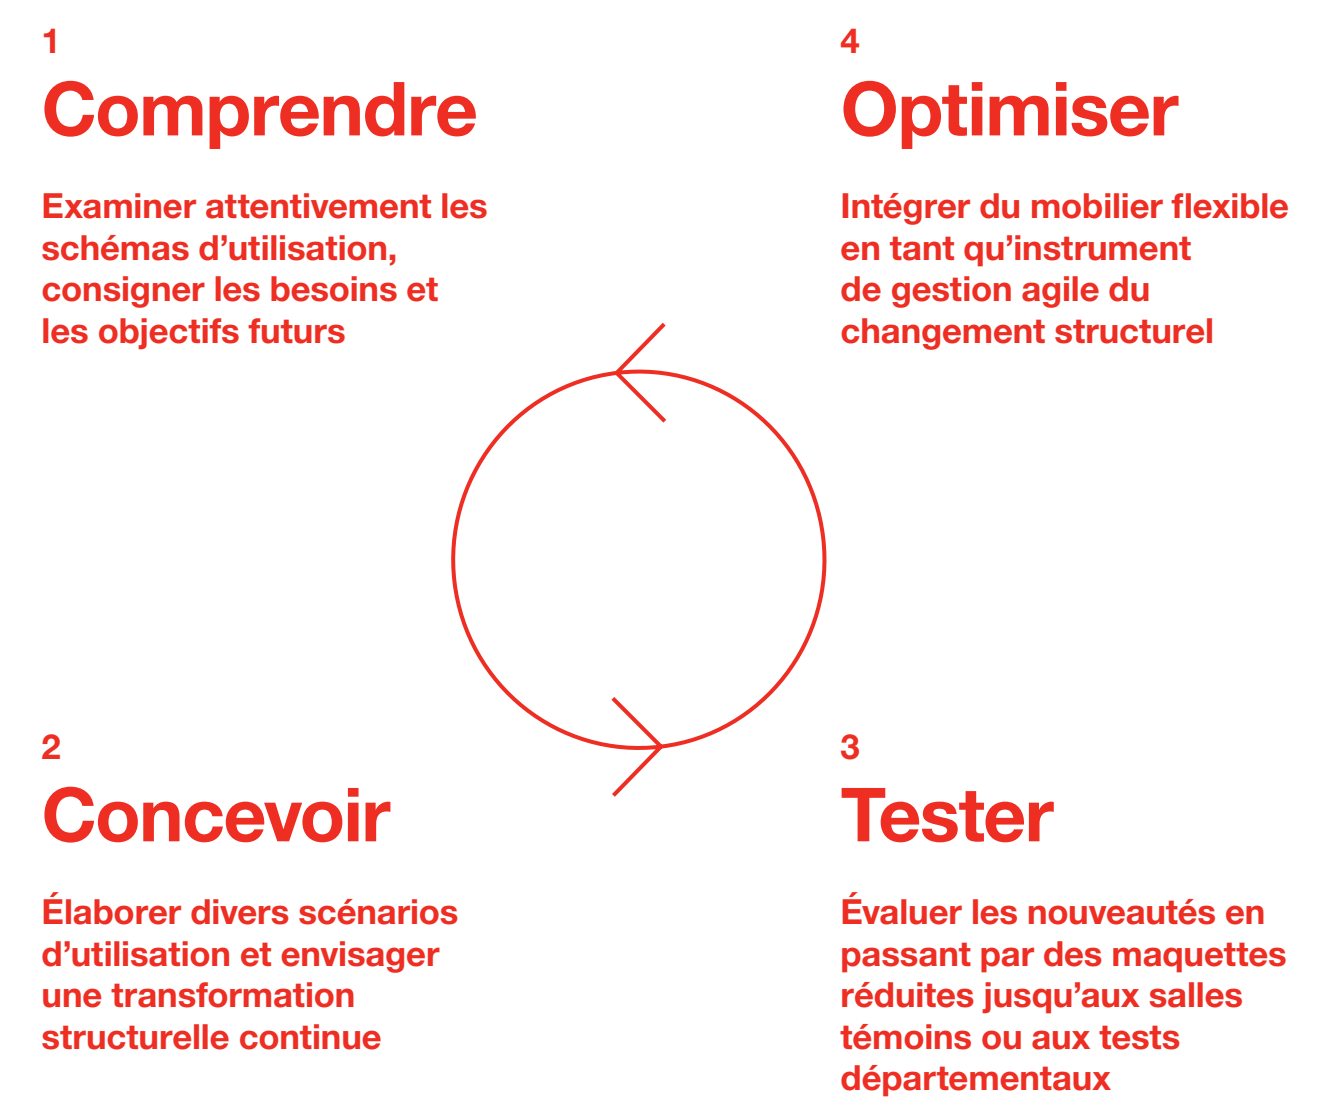 1
Comprendre
Examiner attentivement les
schémas d’utilisation,
consigner les besoins et
les objectifs futurs
2
Concevoir
Élaborer divers scénarios
d’utilisation et envisager
une transformation
structurelle continue
3
Tester
Évaluer les nouveautés en
passant par des maquettes
réduites jusqu’aux salles
témoins ou aux tests
départementaux
4
Optimiser
Intégrer du mobilier flexible
en tant qu’instrument
de gestion agile du
changement structurel